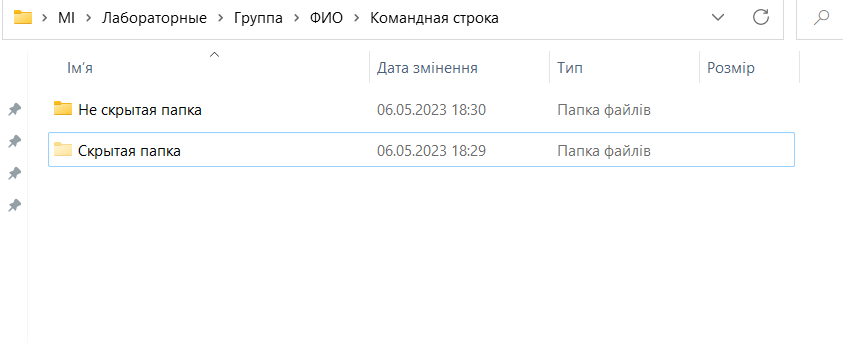 MI > Лабораторные > Группа > ФИО > Командная строка
Ім'я Дата змінення Тип Розмір
Не скрытая папка 06.05.2023 18:30 Папка файлів
Скрытая папка 06.05.2023 18:29 Папка файлів